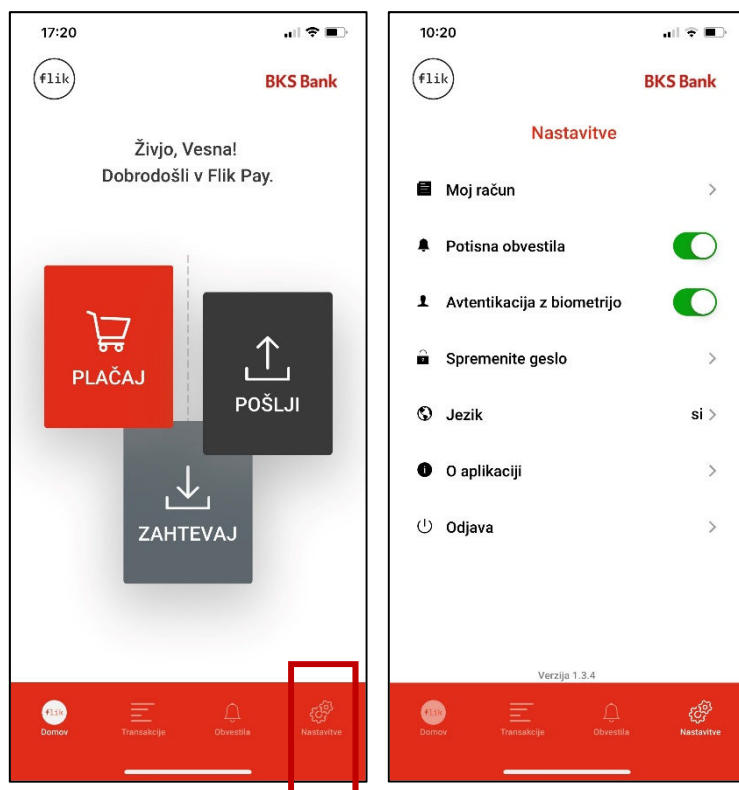 17:20
flik
BKS Bank
Živjo, Vesna!
Dobrodošli v Flik Pay.
PLAČAJ
POŠLJI
ZAHTEVAJ
flik
Domov
Transakcije
Obvestila
Nastavitve
10:20
flik
BKS Bank
Nastavitve
Moj račun
Potisna obvestila
Avtentikacija z biometrijo
Spremenite geslo
Jezik
si
O aplikaciji
Odjava
Verzija 1.3.4
flik
Domov
Transakcije
Obvestila
Nastavitve